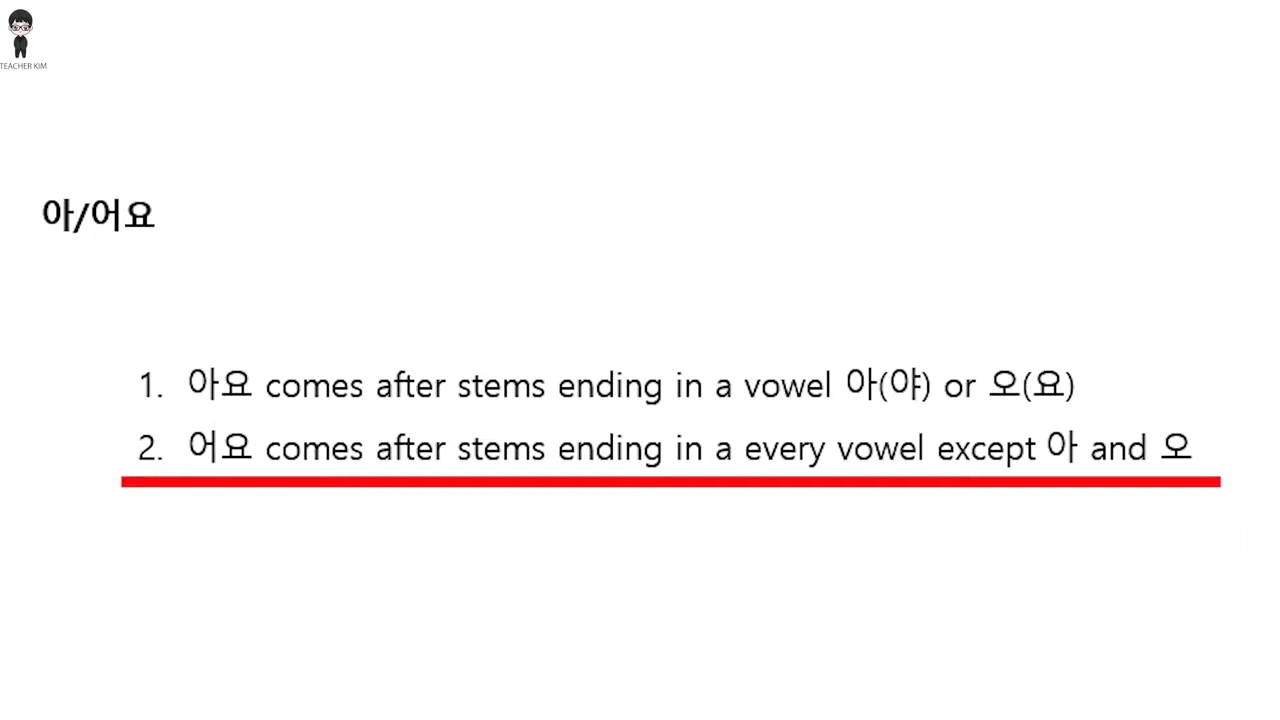 TEACHER KIM
아/어요
1. 아요 comes after stems ending in a vowel 아(야) or 오(요)
2. 어요 comes after stems ending in a every vowel except 아 and 오